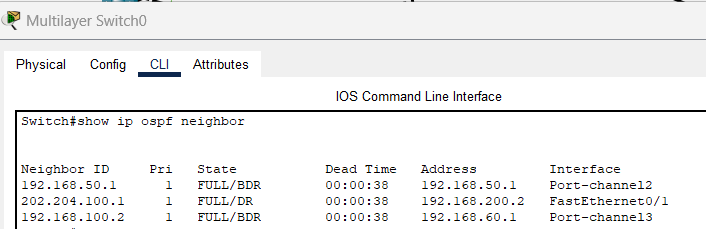 Multilayer Switch0
Physical Config CLI Attributes
IOS Command Line Interface
Switch#show ip ospf neighbor
Neighbor ID Pri State Dead Time Address Interface
192.168.50.1 1 FULL/BDR 00:00:38 192.168.50.1 Port-channel2
202.204.100.1 1 FULL/DR 00:00:38 192.168.200.2 FastEthernet0/1
192.168.100.2 1 FULL/BDR 00:00:38 192.168.60.1 Port-channel3